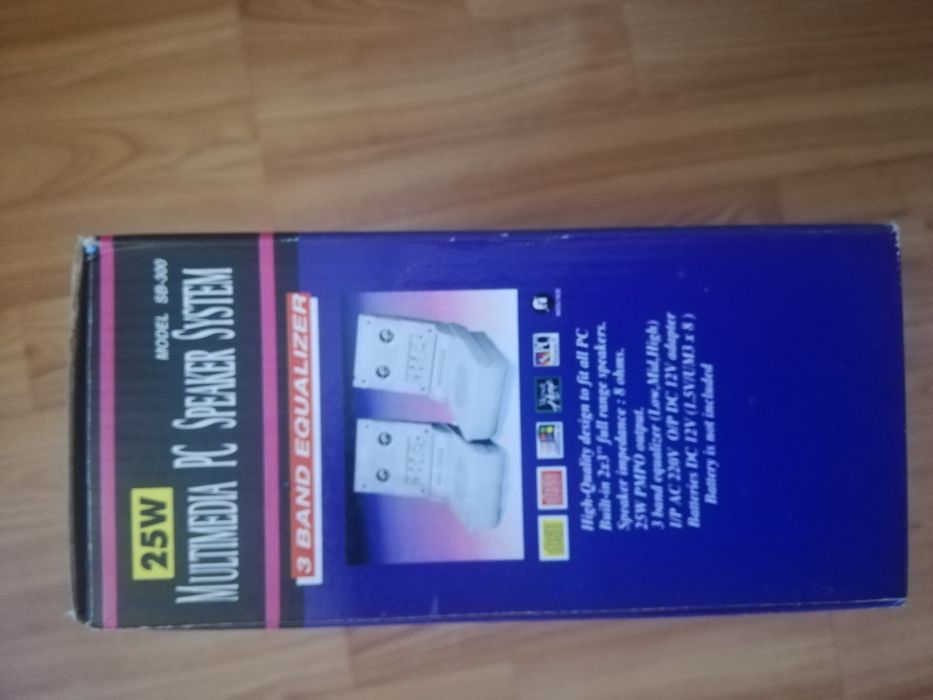 MODEL SB-300
25W
MULTIMEDIA PC SPEAKER SYSTEM
3 BAND EQUALIZER
High-Quality design to fit all PC
Built-in 2x3" full range speakers.
Speaker impedance : 8 ohms.
25W PMPO output.
3 band equalizer (Low,Mid,High)
I/P AC 220V O/P DC 12V adapter
Batteries DC 12V (1.5V/UM3 x 8)
Battery is not included